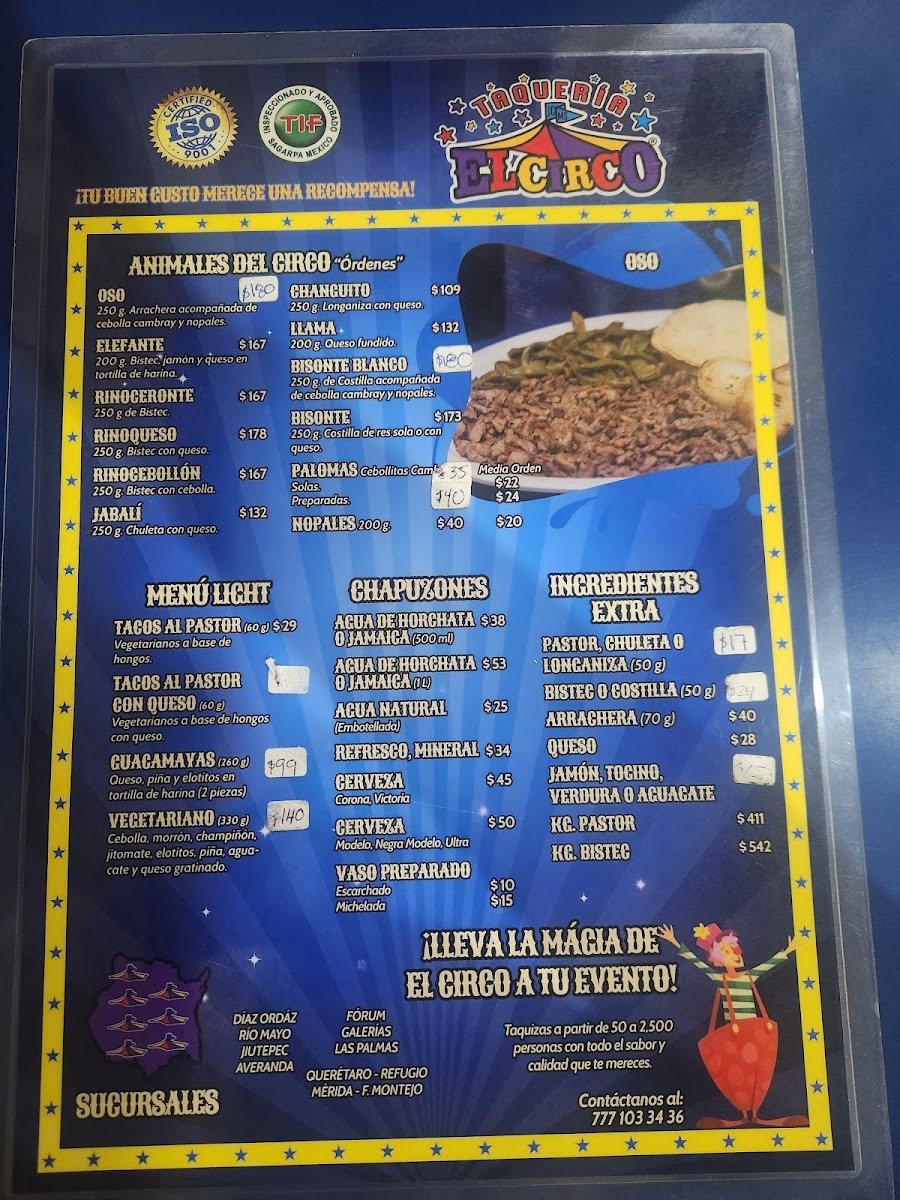 CERTIFIED
ISO
9001
INSPECCIONADO Y APROBADO
TIF
SAGARPA MEXICO
TAQUERÍA
EL CIRCO®
¡TU BUEN GUSTO MERECE UNA RECOMPENSA!
ANIMALES DEL CIRCO "Órdenes"
OSO $180
250 g. Arrachera acompañada de
cebolla cambray y nopales.
ELEFANTE $167
200 g. Bistec, jamón y queso en
tortilla de harina.
RINOCERONTE $167
250 g de Bistec.
RINOQUESO $178
250 g. Bistec con queso.
RINOCEBOLLÓN $167
250 g. Bistec con cebolla.
JABALÍ $132
250 g. Chuleta con queso.
CHANGUITO $109
250 g. Longaniza con queso.
LLAMA $132
200 g. Queso fundido.
BISONTE BLANCO $180
250 g. de Costilla acompañada
de cebolla cambray y nopales.
BISONTE $173
250 g. Costilla de res sola o con
queso.
PALOMAS Cebollitas Camb $35 Media Orden
Solas. $22
Preparadas. $40 $24
NOPALES 200 g. $40 $20
OSO
MENÚ LIGHT
TACOS AL PASTOR (60 g) $29
Vegetarianos a base de
hongos.
TACOS AL PASTOR
CON QUESO (60 g)
Vegetarianos a base de hongos
con queso.
GUACAMAYAS (260 g) $99
Queso, piña y elotitos en
tortilla de harina (2 piezas)
VEGETARIANO (330 g) $140
Cebolla, morrón, champiñón,
jitomate, elotitos, piña, agua-
cate y queso gratinado.
CHAPUZONES
AGUA DE HORCHATA $38
O JAMAICA (500 ml)
AGUA DE HORCHATA $53
O JAMAICA (1 L)
AGUA NATURAL $25
(Embotellada)
REFRESCO, MINERAL $34
CERVEZA $45
Corona, Victoria
CERVEZA $50
Modelo, Negra Modelo, Ultra
VASO PREPARADO
Escarchado $10
Michelada $15
INGREDIENTES
EXTRA
PASTOR, CHULETA O $17
LONGANIZA (50 g)
BISTEC O COSTILLA (50 g) $24
ARRACHERA (70 g) $40
QUESO $28
JAMÓN, TOCINO,
VERDURA O AGUACATE
KG. PASTOR $411
KG. BISTEC $542
¡LLEVA LA MÁGIA DE
EL CIRCO A TU EVENTO!
Taquizas a partir de 50 a 2,500
personas con todo el sabor y
calidad que te mereces.
Contáctanos al:
777 103 34 36
SUCURSALES
DÍAZ ORDÁZ
RÍO MAYO
JIUTEPEC
AVERANDA
FÓRUM
GALERÍAS
LAS PALMAS
QUERÉTARO - REFUGIO
MÉRIDA - F. MONTEJO